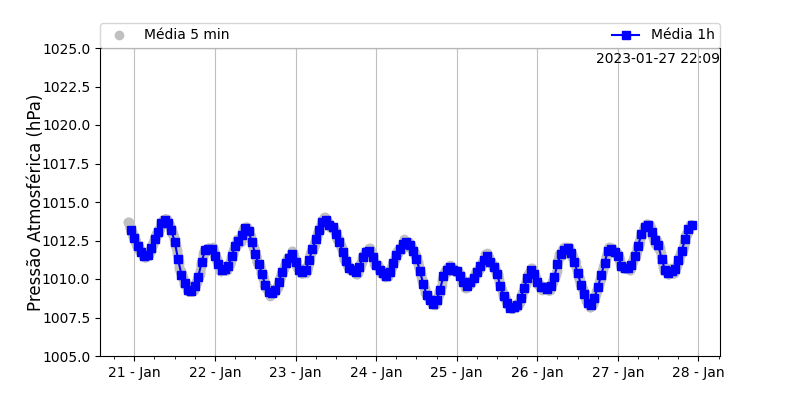 Média 5 min
Média 1h
2023-01-27 22:09
Pressão Atmosférica (hPa)
1025.0
1022.5
1020.0
1017.5
1015.0
1012.5
1010.0
1007.5
1005.0
21 - Jan
22 - Jan
23 - Jan
24 - Jan
25 - Jan
26 - Jan
27 - Jan
28 - Jan